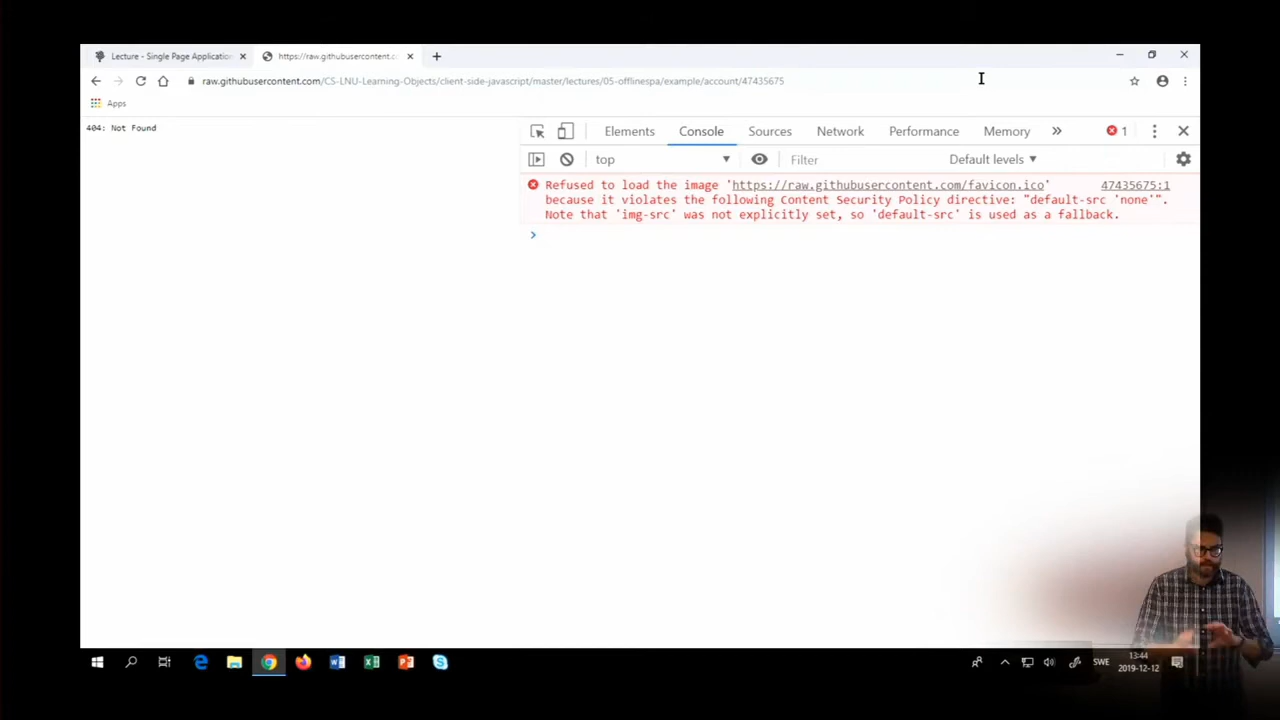 Lecture - Single Page Application
https://raw.githubusercontent.c
raw.githubusercontent.com/CS-LNU-Learning-Objects/client-side-javascript/master/lectures/05-offlinespa/example/account/47435675
Apps
404: Not Found
Elements Console Sources Network Performance Memory » 1
top Filter Default levels
Refused to load the image 'https://raw.githubusercontent.com/favicon.ico' 47435675:1
because it violates the following Content Security Policy directive: "default-src 'none'".
Note that 'img-src' was not explicitly set, so 'default-src' is used as a fallback.
SWE
13:44
2019-12-12